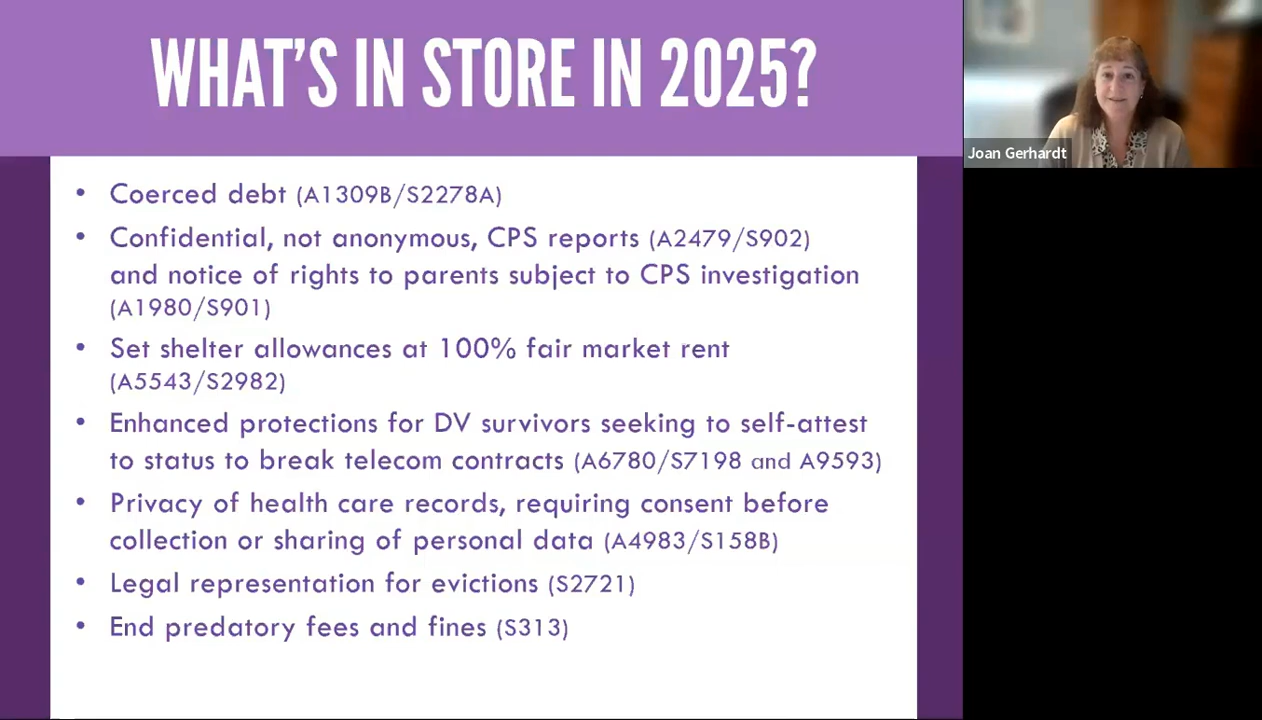 WHAT'S IN STORE IN 2025?
• Coerced debt (A1309B/S2278A)
• Confidential, not anonymous, CPS reports (A2479/S902)
and notice of rights to parents subject to CPS investigation
(A1980/S901)
• Set shelter allowances at 100% fair market rent
(A5543/S2982)
• Enhanced protections for DV survivors seeking to self-attest
to status to break telecom contracts (A6780/S7198 and A9593)
• Privacy of health care records, requiring consent before
collection or sharing of personal data (A4983/S158B)
• Legal representation for evictions (S2721)
• End predatory fees and fines (S313)
Joan Gerhardt